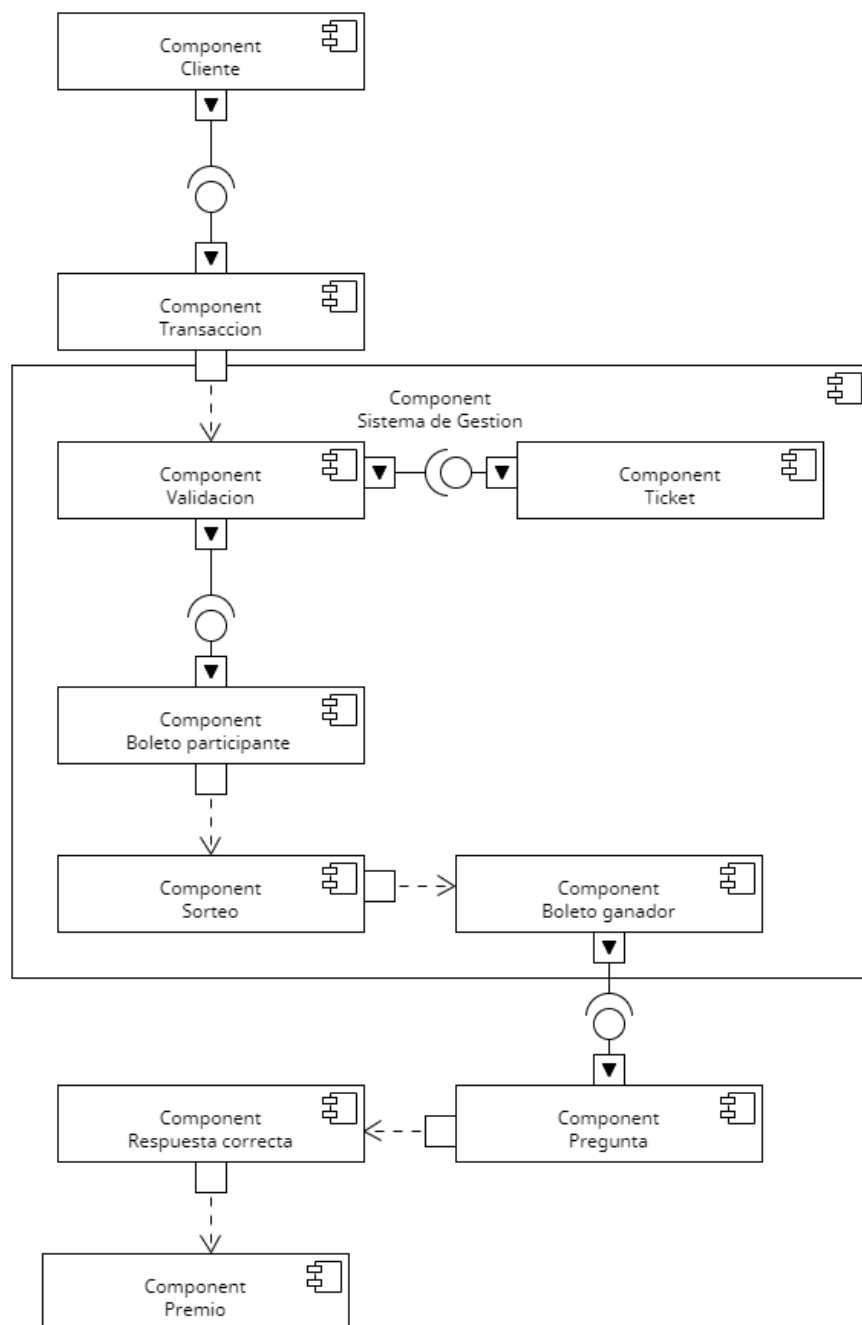 Component
Cliente
Component
Transaccion
Component
Sistema de Gestion
Component
Validacion
Component
Ticket
Component
Boleto participante
Component
Sorteo
Component
Boleto ganador
Component
Respuesta correcta
Component
Pregunta
Component
Premio